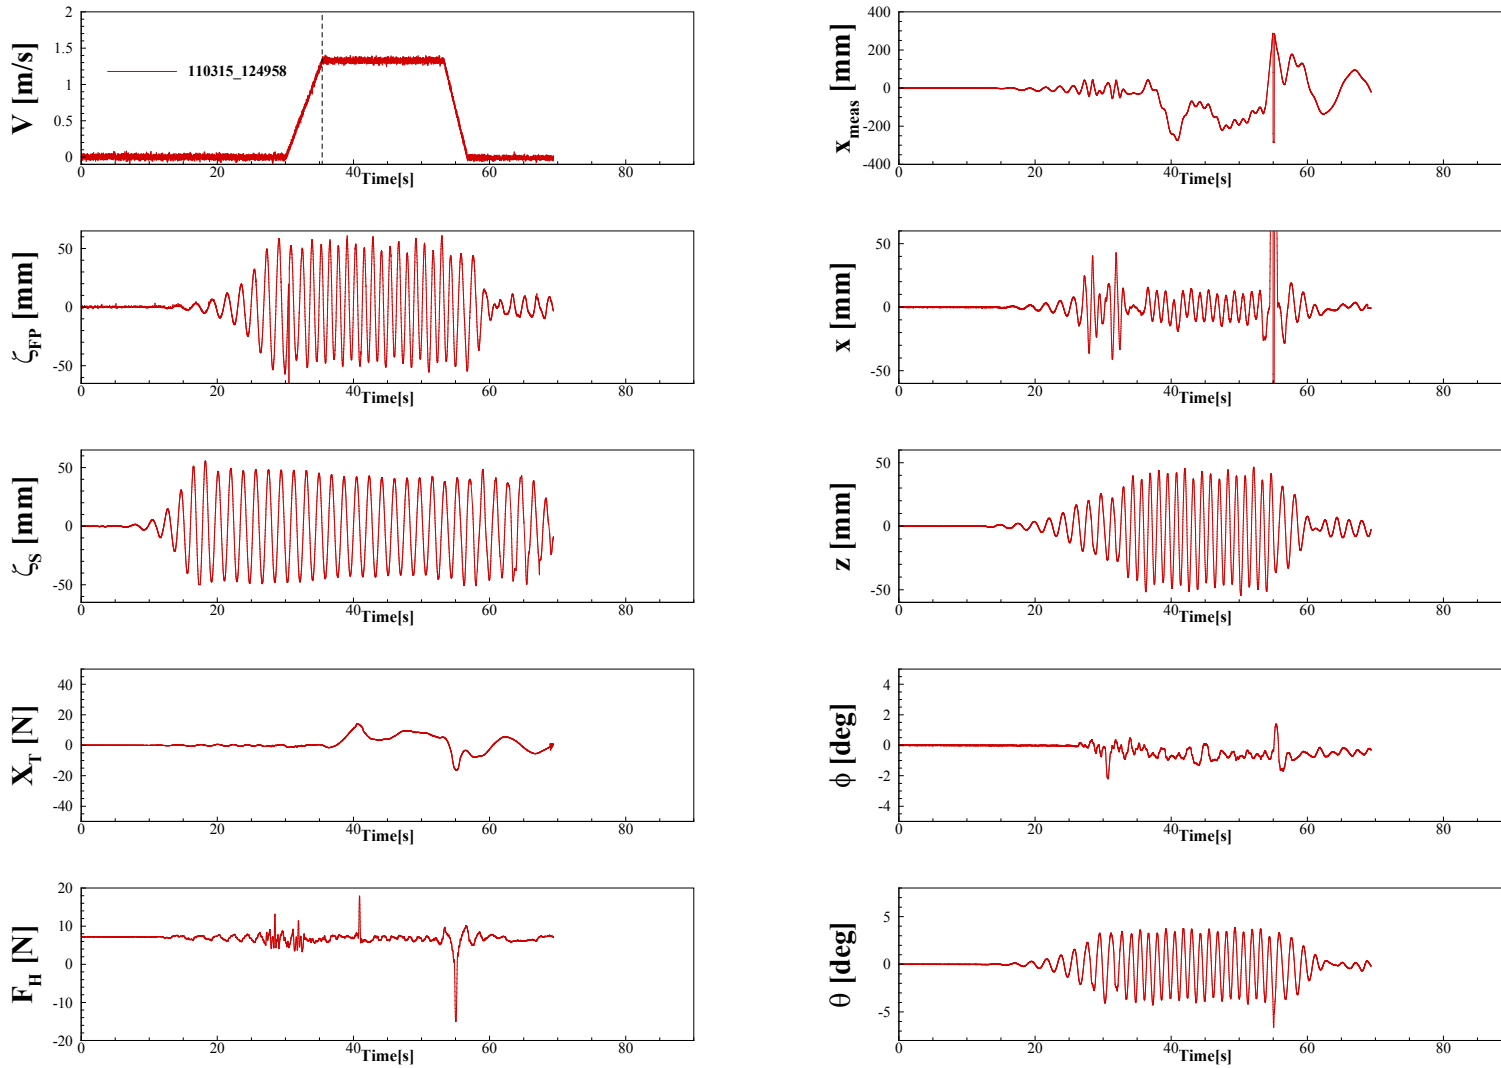 V [m/s]
2
1.5
1
0.5
0
110315_124958
0 20 40 60 80
Time[s]
x_meas [mm]
400
200
0
-200
-400
0 20 40 60 80
Time[s]
ζ_FP [mm]
50
0
-50
0 20 40 60 80
Time[s]
x [mm]
50
0
-50
0 20 40 60 80
Time[s]
ζ_S [mm]
50
0
-50
0 20 40 60 80
Time[s]
z [mm]
50
0
-50
0 20 40 60 80
Time[s]
X_T [N]
40
20
0
-20
-40
0 20 40 60 80
Time[s]
ϕ [deg]
4
2
0
-2
-4
0 20 40 60 80
Time[s]
F_H [N]
20
10
0
-10
-20
0 20 40 60 80
Time[s]
θ [deg]
5
0
-5
0 20 40 60 80
Time[s]